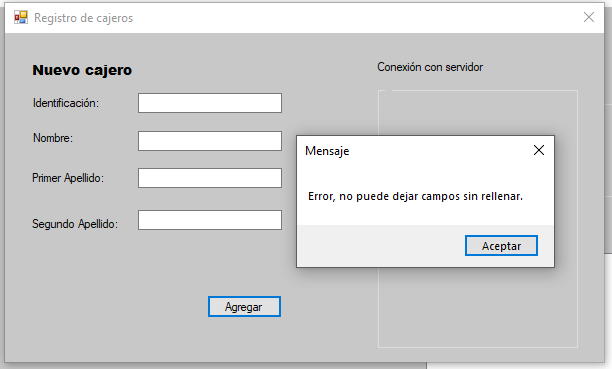 Registro de cajeros
Nuevo cajero
Conexión con servidor
Identificación:
Nombre:
Primer Apellido:
Segundo Apellido:
Agregar
Mensaje
Error, no puede dejar campos sin rellenar.
Aceptar